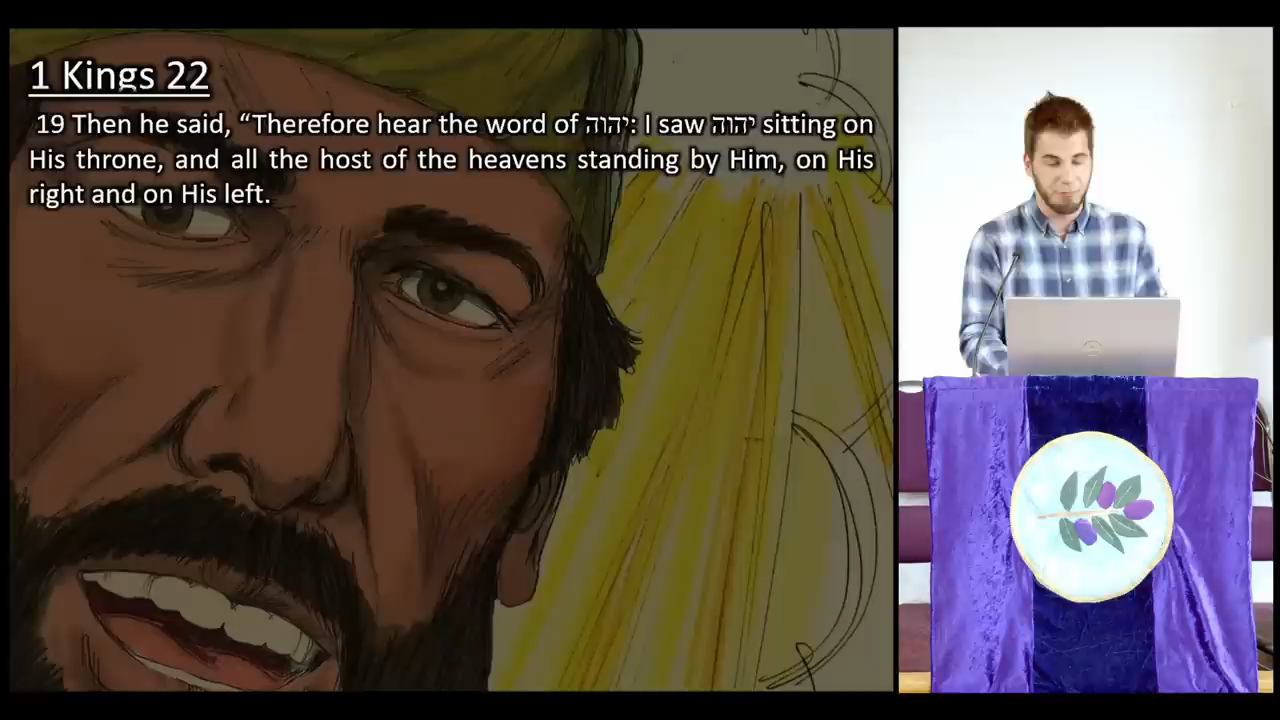 1 Kings 22
19 Then he said, “Therefore hear the word of יהוה: I saw יהוה sitting on
His throne, and all the host of the heavens standing by Him, on His
right and on His left.